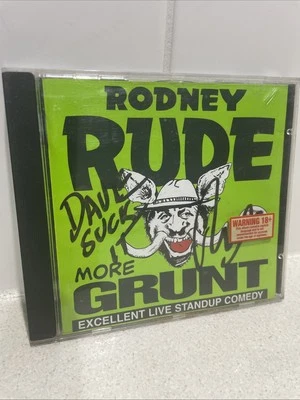 RODNEY
RUDE
DAVE
SUCK
IT
MORE
GRUNT
WARNING 18+
EXCELLENT LIVE STANDUP COMEDY